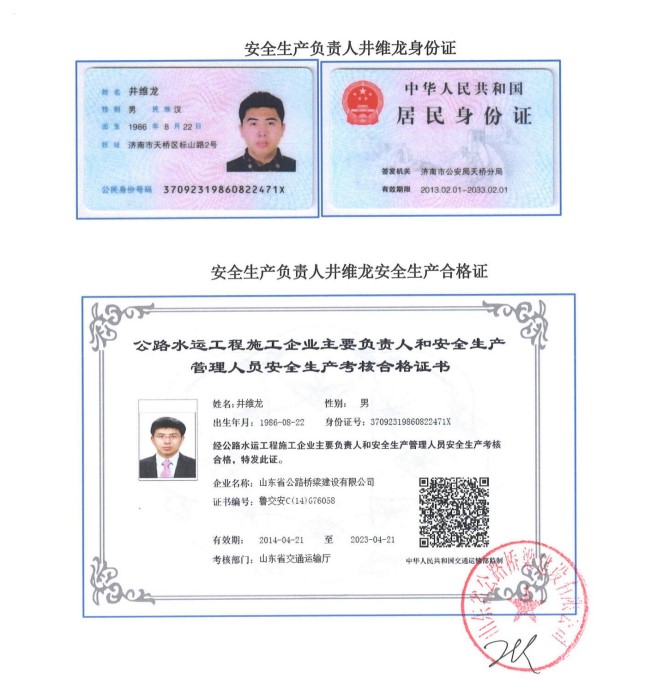 安全生产负责人井维龙身份证
姓名 井维龙
性别 男 民族 汉
出生 1986 年 8 月 22 日
住址 济南市天桥区标山路2号
公民身份号码 37092319860822471X
中华人民共和国
居民身份证
签发机关 济南市公安局天桥分局
有效期限 2013.02.01-2033.02.01
安全生产负责人井维龙安全生产合格证
公路水运工程施工企业主要负责人和安全生产
管理人员安全生产考核合格证书
姓名:井维龙 性别: 男
出生年月: 1986-08-22 身份证号: 37092319860822471X
经公路水运工程施工企业主要负责人和安全生产管理人员安全生产考核
合格，特发此证。
企业名称: 山东省公路桥梁建设有限公司
证书编号: 鲁交安C(14)G76058
有效期: 2014-04-21 至 2023-04-21
考核部门: 山东省交通运输厅
中华人民共和国交通运输部监制
山东省公路桥梁建设有限公司